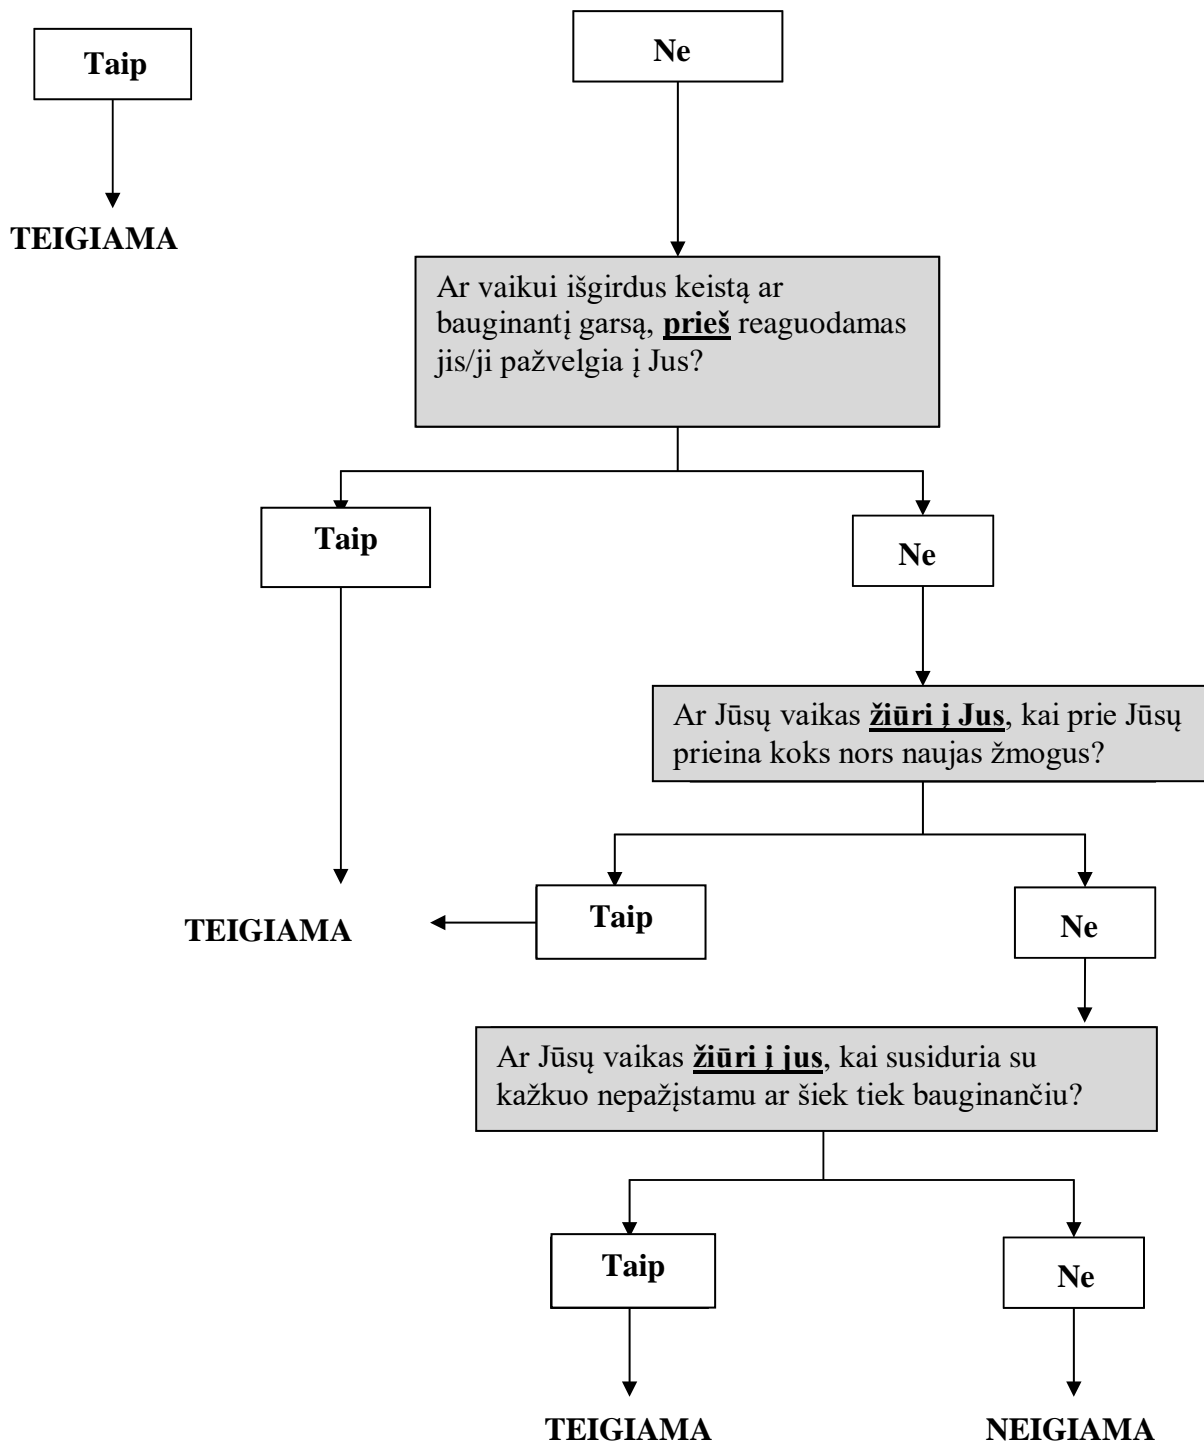 Taip
Ne
TEIGIAMA
Ar vaikui išgirdus keistą ar
bauginantį garsą, prieš reaguodamas
jis/ji pažvelgia į Jus?
Taip
Ne
Ar Jūsų vaikas žiūri į Jus, kai prie Jūsų
prieina koks nors naujas žmogus?
TEIGIAMA
Taip
Ne
Ar Jūsų vaikas žiūri į jus, kai susiduria su
kažkuo nepažįstamu ar šiek tiek bauginančiu?
Taip
Ne
TEIGIAMA
NEIGIAMA